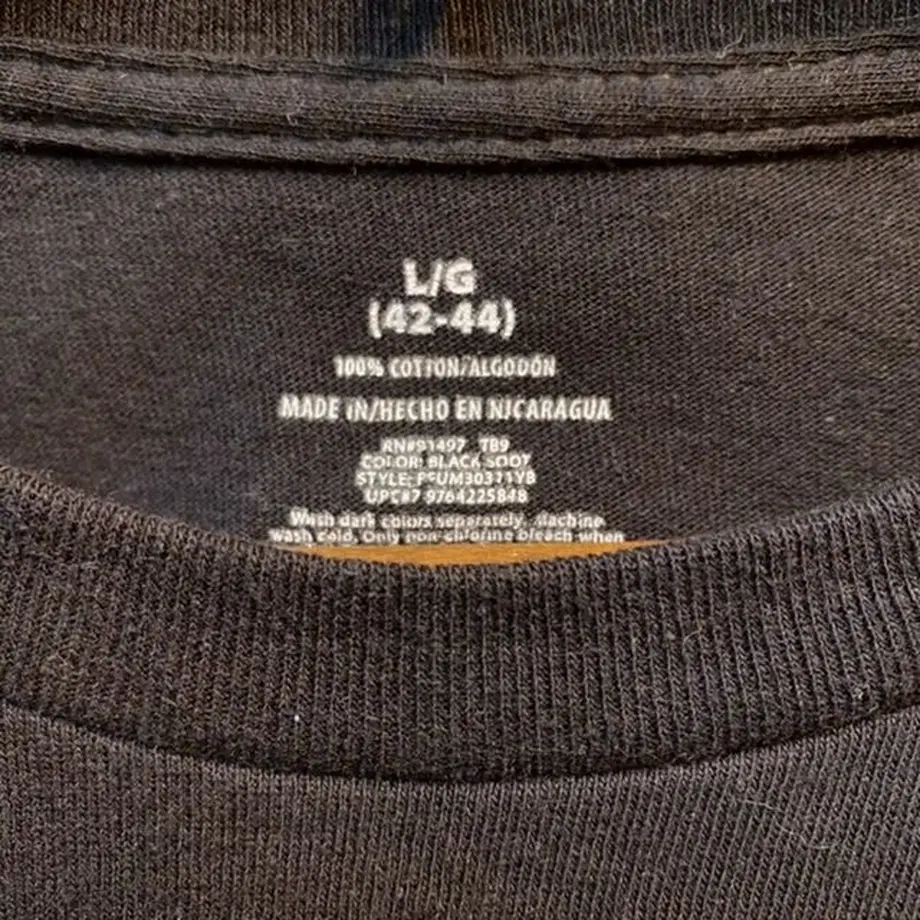 L/G
(42-44)
100% COTTON/ALGODÓN
MADE IN/HECHO EN NICARAGUA
RN#91497 TB9
COLOR: BLACK SOOT
STYLE:
UPC#7 9764225848
Wash dark colors separately. Machine
wash cold. Only non-chlorine bleach when